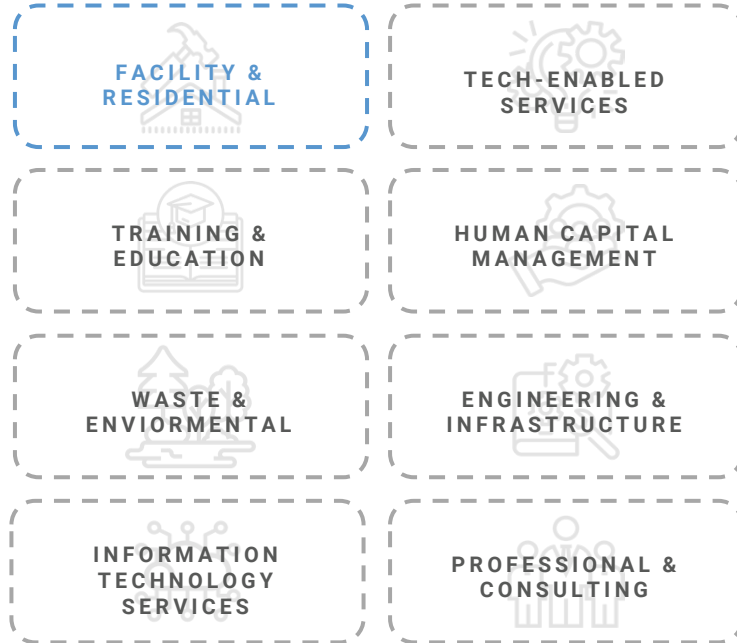 FACILITY &
RESIDENTIAL
TECH-ENABLED
SERVICES
TRAINING &
EDUCATION
HUMAN CAPITAL
MANAGEMENT
WASTE &
ENVIORMENTAL
ENGINEERING &
INFRASTRUCTURE
INFORMATION
TECHNOLOGY
SERVICES
PROFESSIONAL &
CONSULTING